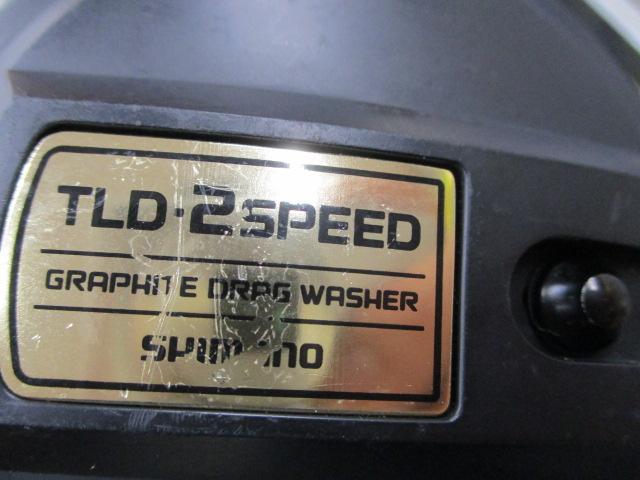 TLD-2SPEED
GRAPHITE DRAG WASHER
SHIMANO